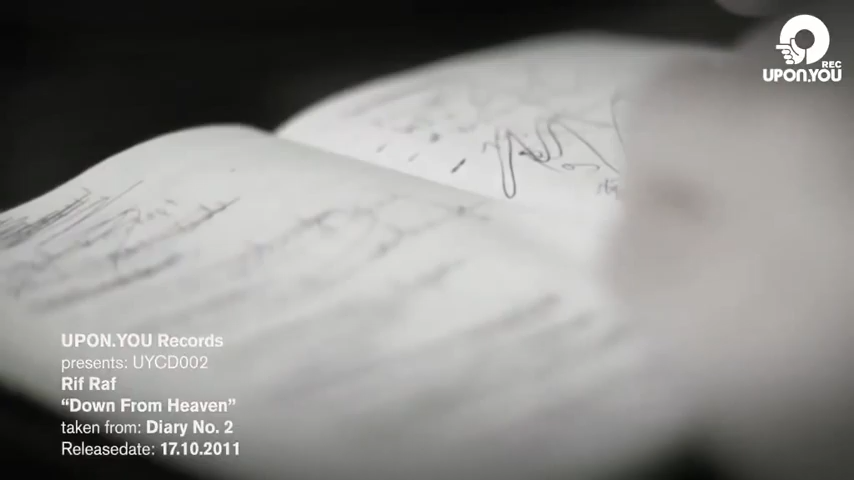 REC
UPON.YOU
UPON.YOU Records
presents: UYCD002
Rif Raf
“Down From Heaven”
taken from: Diary No. 2
Releasedate: 17.10.2011